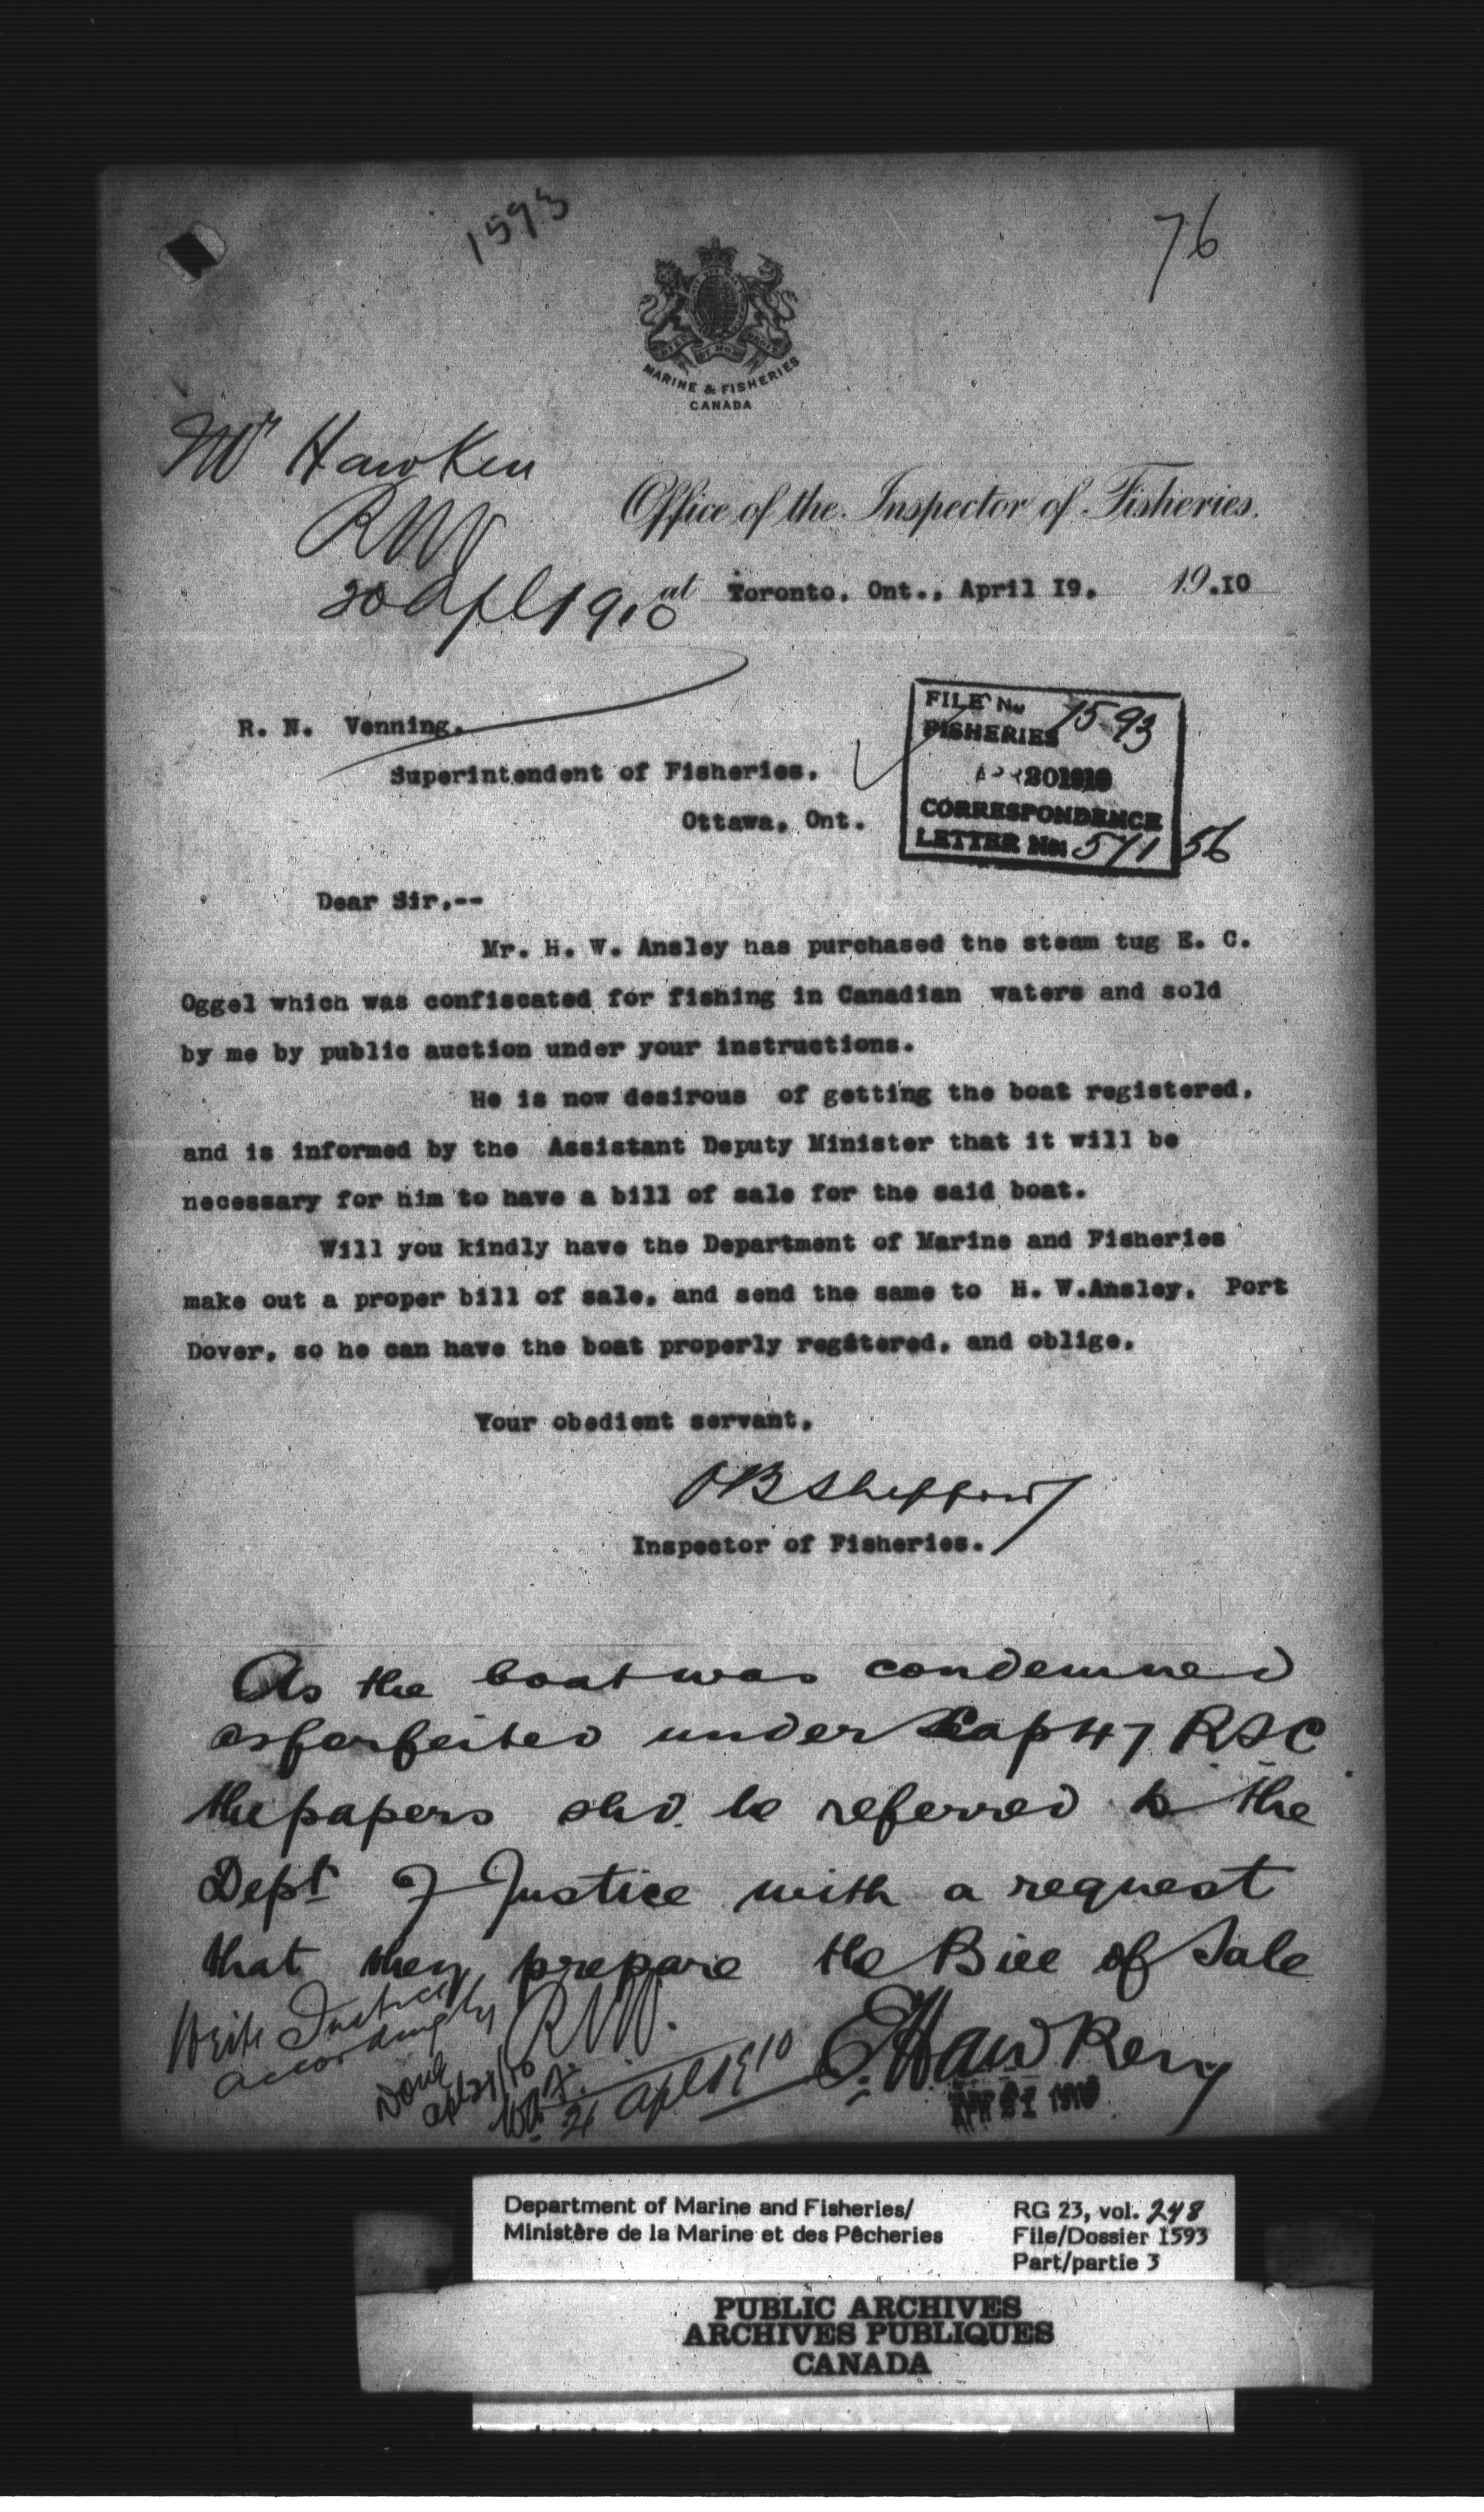 1593
76
MARINE & FISHERIES
CANADA
Mr Hawken
RNV
20 Apl 1910
Office of the Inspector of Fisheries,
at Toronto, Ont., April 19, 19.10
R. N. Venning,
Superintendent of Fisheries,
Ottawa, Ont.
FILE No 1593
FISHERIES
201910
CORRESPONDENCE
LETTER No: 571 56
Dear Sir,--
Mr. H. W. Ansley has purchased the steam tug E. C.
Oggel which was confiscated for fishing in Canadian waters and sold
by me by public auction under your instructions.
He is now desirous of getting the boat registered,
and is informed by the Assistant Deputy Minister that it will be
necessary for him to have a bill of sale for the said boat.
Will you kindly have the Department of Marine and Fisheries
make out a proper bill of sale, and send the same to H. W.Ansley, Port
Dover, so he can have the boat properly regstered, and oblige,
Your obedient servant,
OB Sheppard
Inspector of Fisheries.
As the boat was condemned
as forfeited under Cap 47 RSC
the papers shd. be referred to the
Dept of Justice with a request
that they prepare the Bill of Sale
Write Justice
accordingly
RNV.
21 Apl 1910
Done
apl 21/10
E Hawken
APR 21 1910
Department of Marine and Fisheries/
Ministère de la Marine et des Pêcheries
RG 23, vol. 248
File/Dossier 1593
Part/partie 3
PUBLIC ARCHIVES
ARCHIVES PUBLIQUES
CANADA